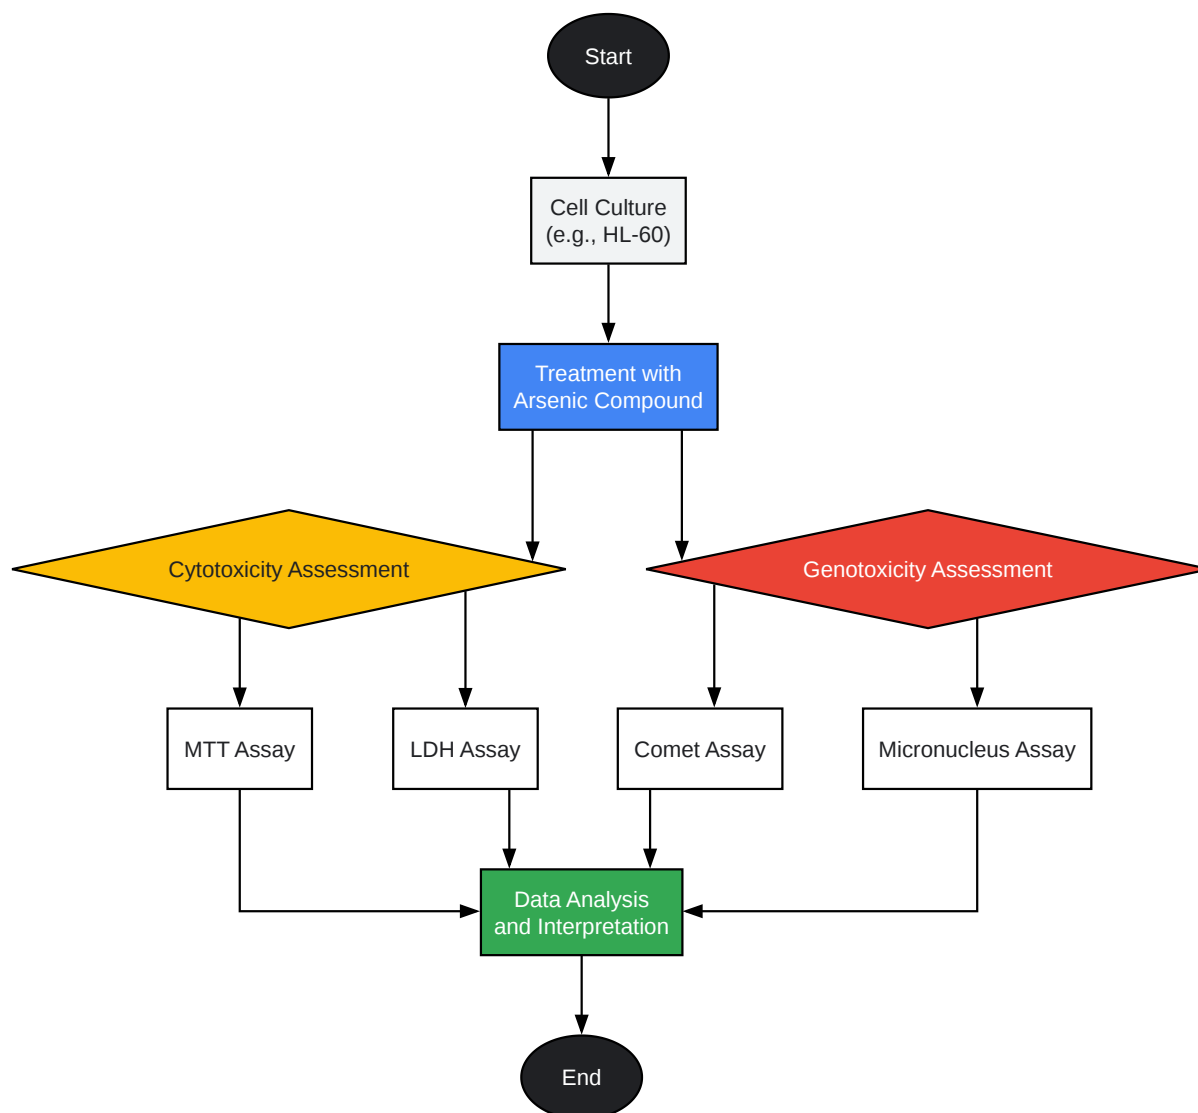 Start
Cell Culture
(e.g., HL-60)
Treatment with
Arsenic Compound
Cytotoxicity Assessment
Genotoxicity Assessment
MTT Assay
LDH Assay
Comet Assay
Micronucleus Assay
Data Analysis
and Interpretation
End